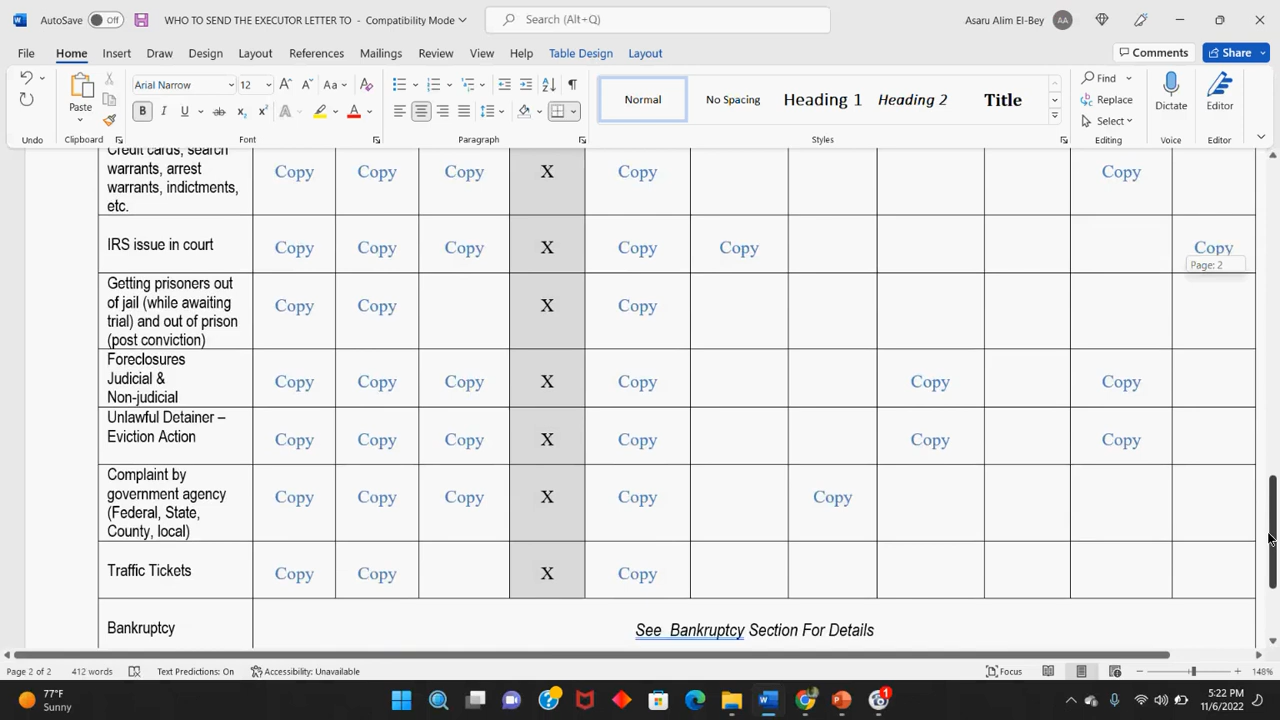 AutoSave Off WHO TO SEND THE EXECUTOR LETTER TO - Compatibility Mode Search (Alt+Q) Asaru Alim El-Bey AA
File Home Insert Draw Design Layout References Mailings Review View Help Table Design Layout Comments Share
Paste Arial Narrow 12 Normal No Spacing Heading 1 Heading 2 Title Find Replace Select Dictate Editor
Undo Clipboard Font Paragraph Styles Editing Voice Editor
Credit cards, search
warrants, arrest
warrants, indictments,
etc.
Copy Copy Copy X Copy Copy
IRS issue in court Copy Copy Copy X Copy Copy Copy
Page: 2
Getting prisoners out
of jail (while awaiting
trial) and out of prison
(post conviction)
Copy Copy X Copy
Foreclosures
Judicial &
Non-judicial
Copy Copy Copy X Copy Copy Copy
Unlawful Detainer –
Eviction Action
Copy Copy Copy X Copy Copy Copy
Complaint by
government agency
(Federal, State,
County, local)
Copy Copy Copy X Copy Copy
Traffic Tickets Copy Copy X Copy
Bankruptcy See Bankruptcy Section For Details
Page 2 of 2 412 words Text Predictions: On Accessibility: Unavailable Focus 148%
77°F
Sunny
5:22 PM
11/6/2022